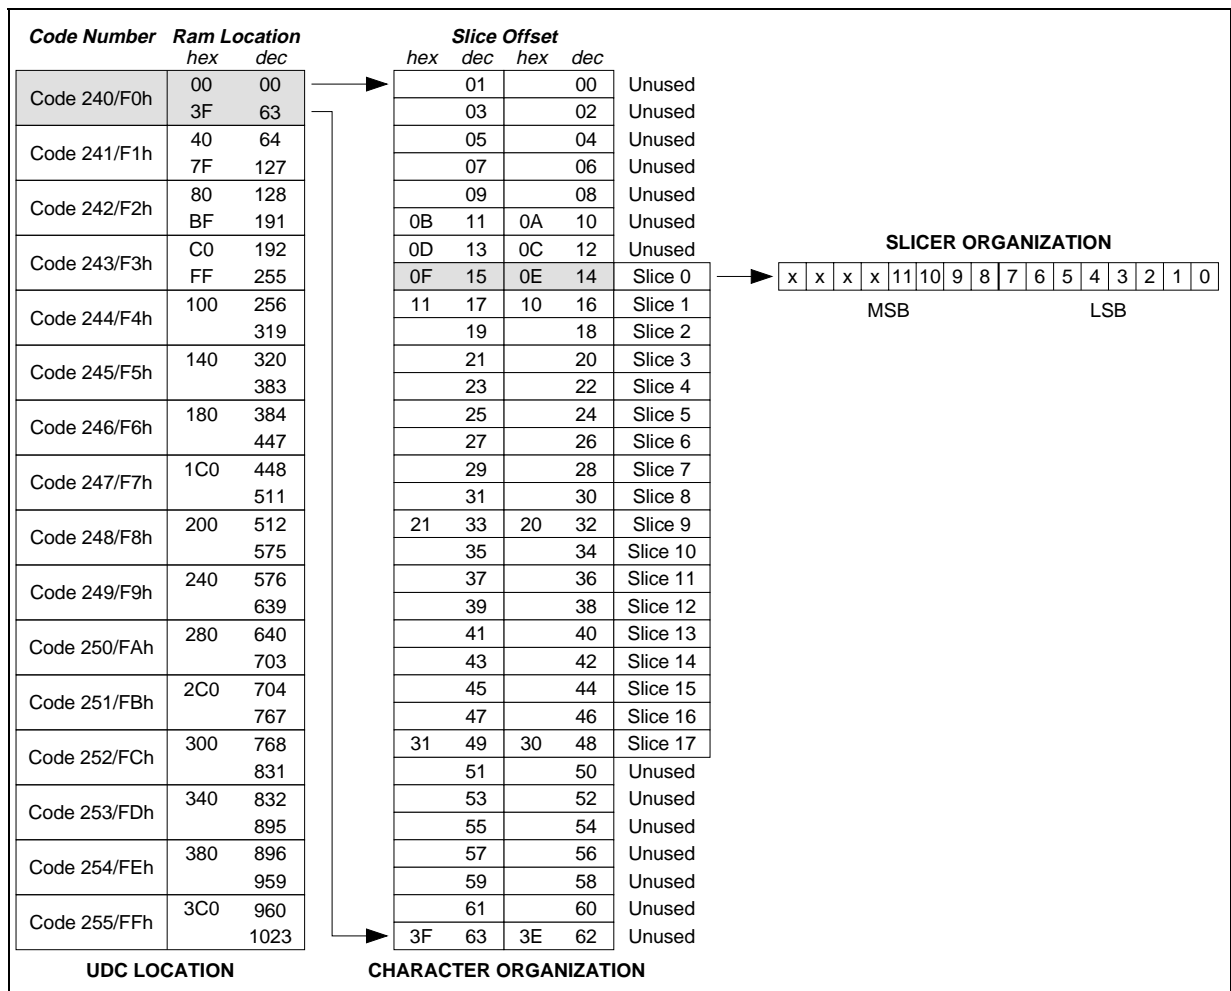 Code Number Ram Location Slice Offset
hex dec hex dec hex dec
Code 240/F0h 00 00 01 00 Unused
3F 63 03 02 Unused
Code 241/F1h 40 64 05 04 Unused
7F 127 07 06 Unused
Code 242/F2h 80 128 09 08 Unused
BF 191 0B 11 0A 10 Unused
Code 243/F3h C0 192 0D 13 0C 12 Unused
SLICER ORGANIZATION
FF 255 0F 15 0E 14 Slice 0 x x x x 11 10 9 8 7 6 5 4 3 2 1 0
Code 244/F4h 100 256 11 17 10 16 Slice 1 MSB LSB
319 19 18 Slice 2
Code 245/F5h 140 320 21 20 Slice 3
383 23 22 Slice 4
Code 246/F6h 180 384 25 24 Slice 5
447 27 26 Slice 6
Code 247/F7h 1C0 448 29 28 Slice 7
511 31 30 Slice 8
Code 248/F8h 200 512 21 33 20 32 Slice 9
575 35 34 Slice 10
Code 249/F9h 240 576 37 36 Slice 11
639 39 38 Slice 12
Code 250/FAh 280 640 41 40 Slice 13
703 43 42 Slice 14
Code 251/FBh 2C0 704 45 44 Slice 15
767 47 46 Slice 16
Code 252/FCh 300 768 31 49 30 48 Slice 17
831 51 50 Unused
Code 253/FDh 340 832 53 52 Unused
895 55 54 Unused
Code 254/FEh 380 896 57 56 Unused
959 59 58 Unused
Code 255/FFh 3C0 960 61 60 Unused
1023 3F 63 3E 62 Unused
UDC LOCATION CHARACTER ORGANIZATION